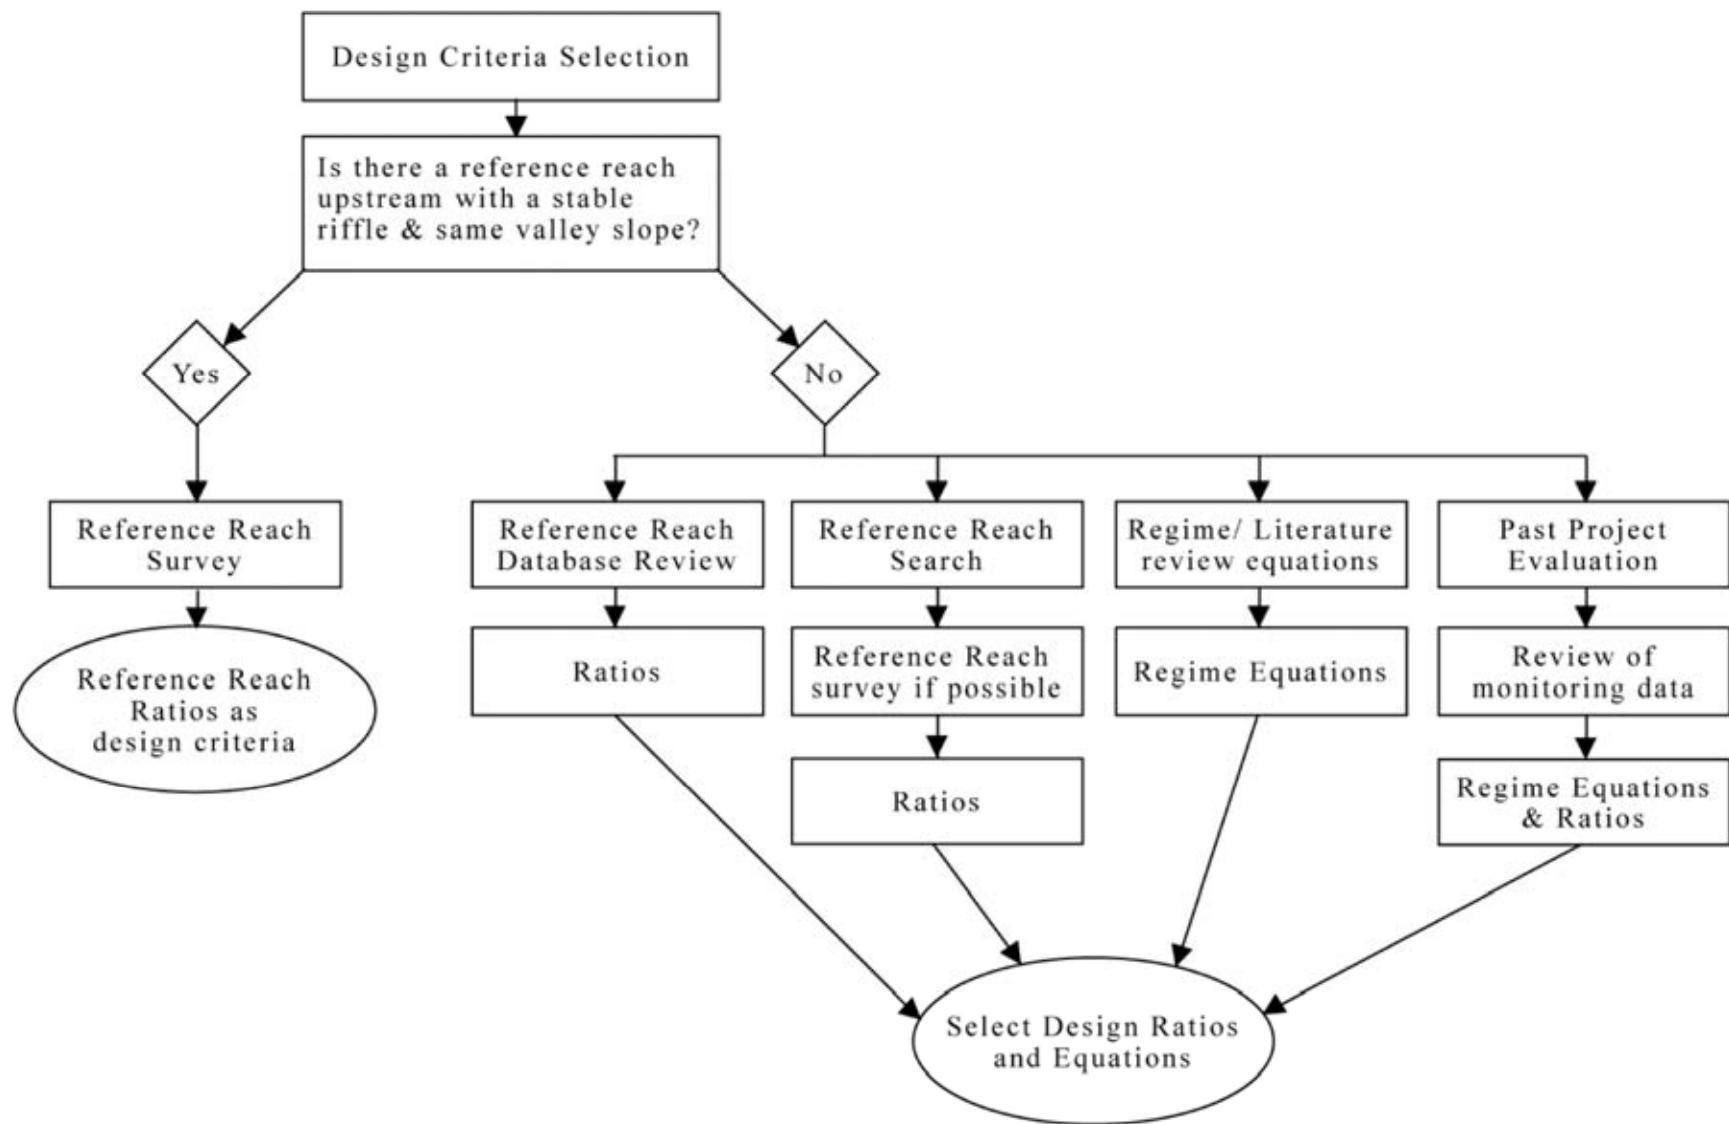 Design Criteria Selection
Is there a reference reach
upstream with a stable
riffle & same valley slope?
Yes
No
Reference Reach
Survey
Reference Reach
Database Review
Reference Reach
Search
Regime/ Literature
review equations
Past Project
Evaluation
Reference Reach
Ratios as
design criteria
Ratios
Reference Reach
survey if possible
Regime Equations
Review of
monitoring data
Ratios
Regime Equations
& Ratios
Select Design Ratios
and Equations